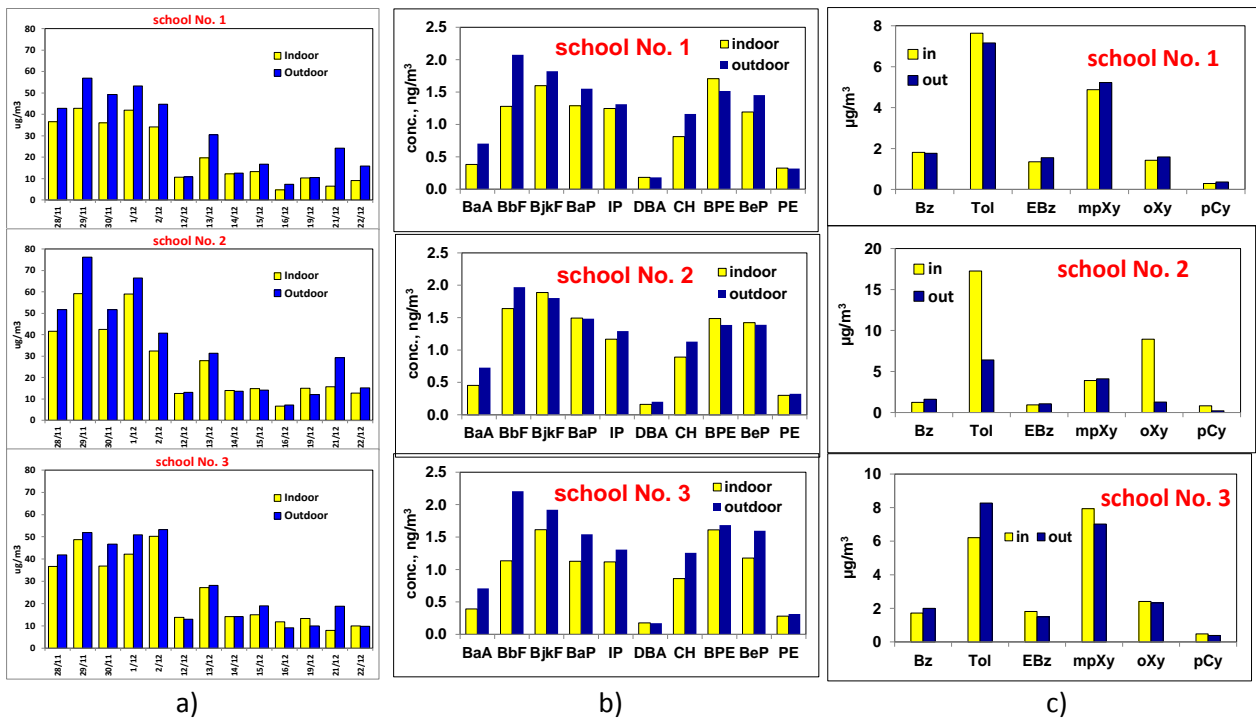 school No. 1
80
70
60
50
40
30
20
10
0
ug/m3
Indoor
Outdoor
28/11
29/11
30/11
1/12
2/12
12/12
13/12
14/12
15/12
16/12
19/12
21/12
22/12
school No. 2
80
70
60
50
40
30
20
10
0
Indoor
Outdoor
28/11
29/11
30/11
1/12
2/12
12/12
13/12
14/12
15/12
16/12
19/12
21/12
22/12
school No. 3
80
70
60
50
40
30
20
10
0
Indoor
Outdoor
28/11
29/11
30/11
1/12
2/12
12/12
13/12
14/12
15/12
16/12
19/12
21/12
22/12
a)
school No. 1
indoor
outdoor
conc., ng/m³
2.5
2.0
1.5
1.0
0.5
0.0
BaA BbF BjkF BaP IP DBA CH BPE BeP PE
school No. 2
indoor
outdoor
conc., ng/m³
2.5
2.0
1.5
1.0
0.5
0.0
BaA BbF BjkF BaP IP DBA CH BPE BeP PE
school No. 3
indoor
outdoor
conc., ng/m³
2.5
2.0
1.5
1.0
0.5
0.0
BaA BbF BjkF BaP IP DBA CH BPE BeP PE
b)
in
out
school No. 1
µg/m³
8
6
4
2
0
Bz Tol EBz mpXy oXy pCy
in
out
school No. 2
µg/m³
20
15
10
5
0
Bz Tol EBz mpXy oXy pCy
school No. 3
in out
µg/m³
10
8
6
4
2
0
Bz Tol EBz mpXy oXy pCy
c)